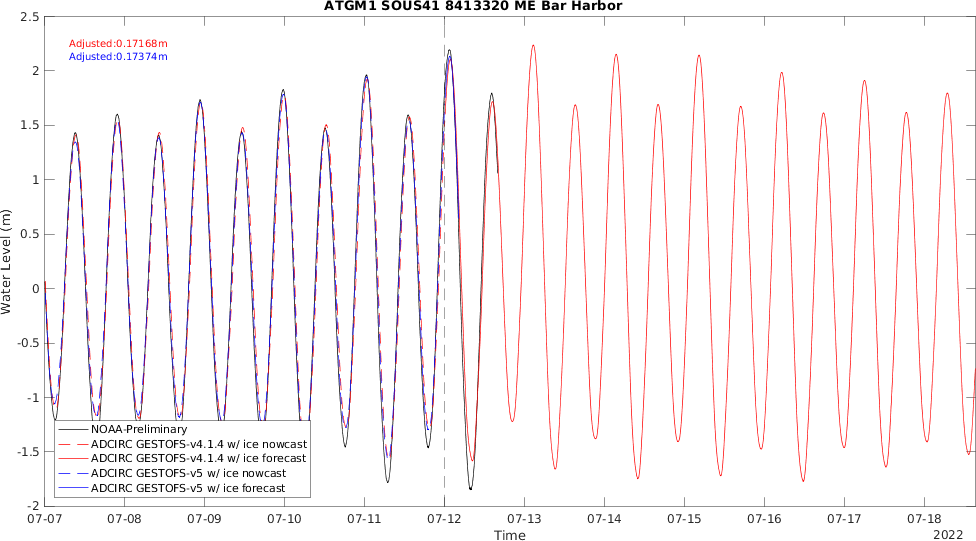 ATGM1 SOUS41 8413320 ME Bar Harbor
2.5
2
1.5
1
0.5
0
-0.5
-1
-1.5
-2
Water Level (m)
Adjusted:0.17168m
Adjusted:0.17374m
NOAA-Preliminary
ADCIRC GESTOFS-v4.1.4 w/ ice nowcast
ADCIRC GESTOFS-v4.1.4 w/ ice forecast
ADCIRC GESTOFS-v5 w/ ice nowcast
ADCIRC GESTOFS-v5 w/ ice forecast
07-07 07-08 07-09 07-10 07-11 07-12 07-13 07-14 07-15 07-16 07-17 07-18
Time
2022